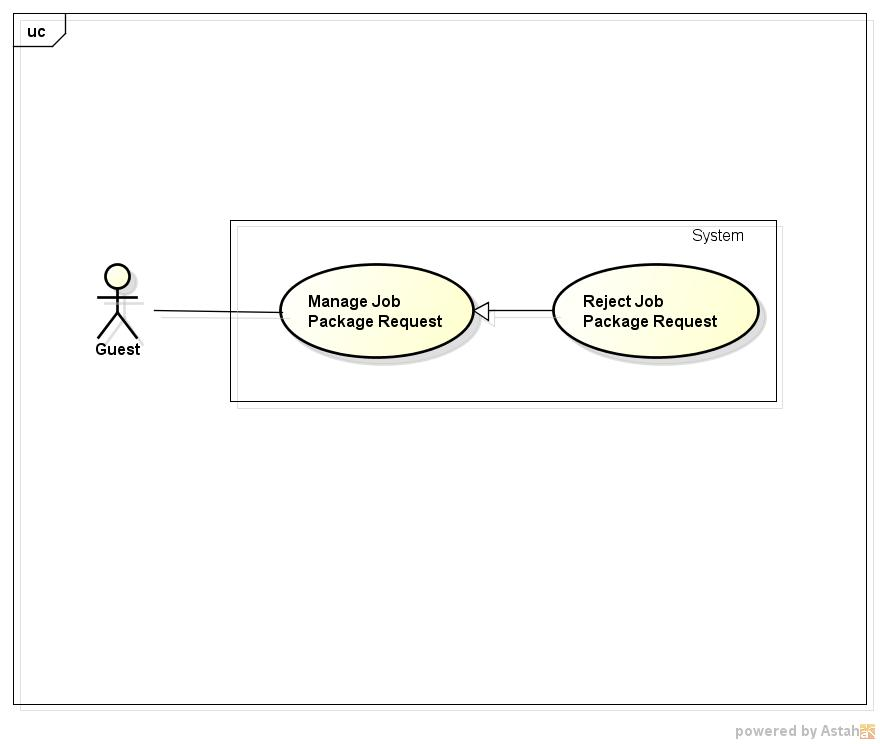 uc
System
Manage Job
Package Request
Reject Job
Package Request
Guest
powered by Astah